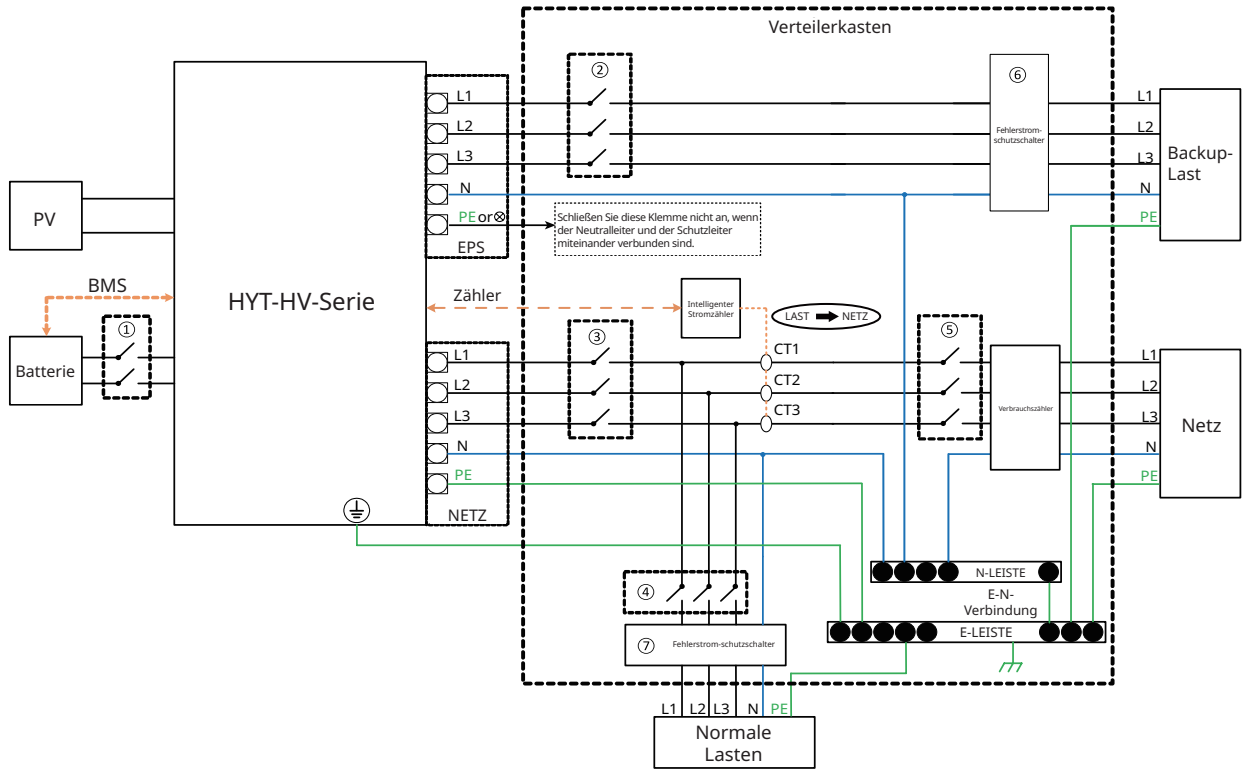 Verteilerkasten
②
⑥
L1
L2
L3
N
PE or ⊗
EPS
Fehlerstrom-
schutzschalter
L1
L2
L3
N
PE
Backup-
Last
PV
Schließen Sie diese Klemme nicht an, wenn
der Neutralleiter und der Schutzleiter
miteinander verbunden sind.
BMS
HYT-HV-Serie
Zähler
Intelligenter
Stromzähler
LAST
NETZ
①
Batterie
③
⑤
L1
L2
L3
N
PE
NETZ
CT1
CT2
CT3
Verbrauchszähler
L1
L2
L3
N
PE
Netz
N-LEISTE
E-N-
Verbindung
E-LEISTE
④
⑦
Fehlerstrom-schutzschalter
L1
L2
L3
N
PE
Normale
Lasten